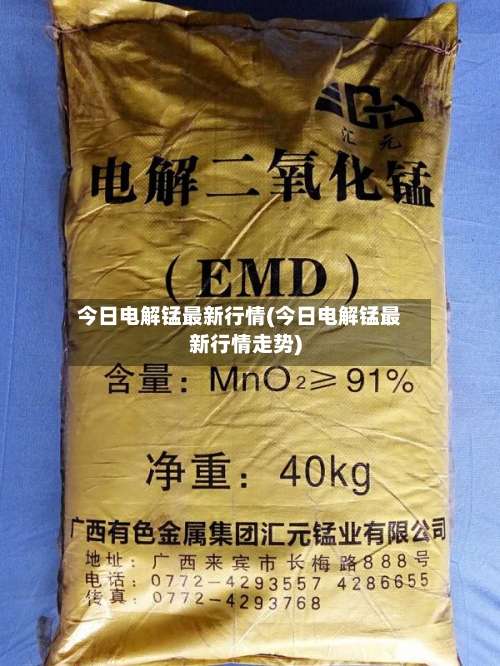 汇元
电解二氧化锰
(EMD)
今日电解锰最新行情(今日电解锰最
新行情走势)
含量：MnO₂≥91%
净重：40kg
广西有色金属集团汇元锰业有限公司
地址：广西来宾市长梅路888号
电话：0772-4293557 4286655
传真：0772-4293768